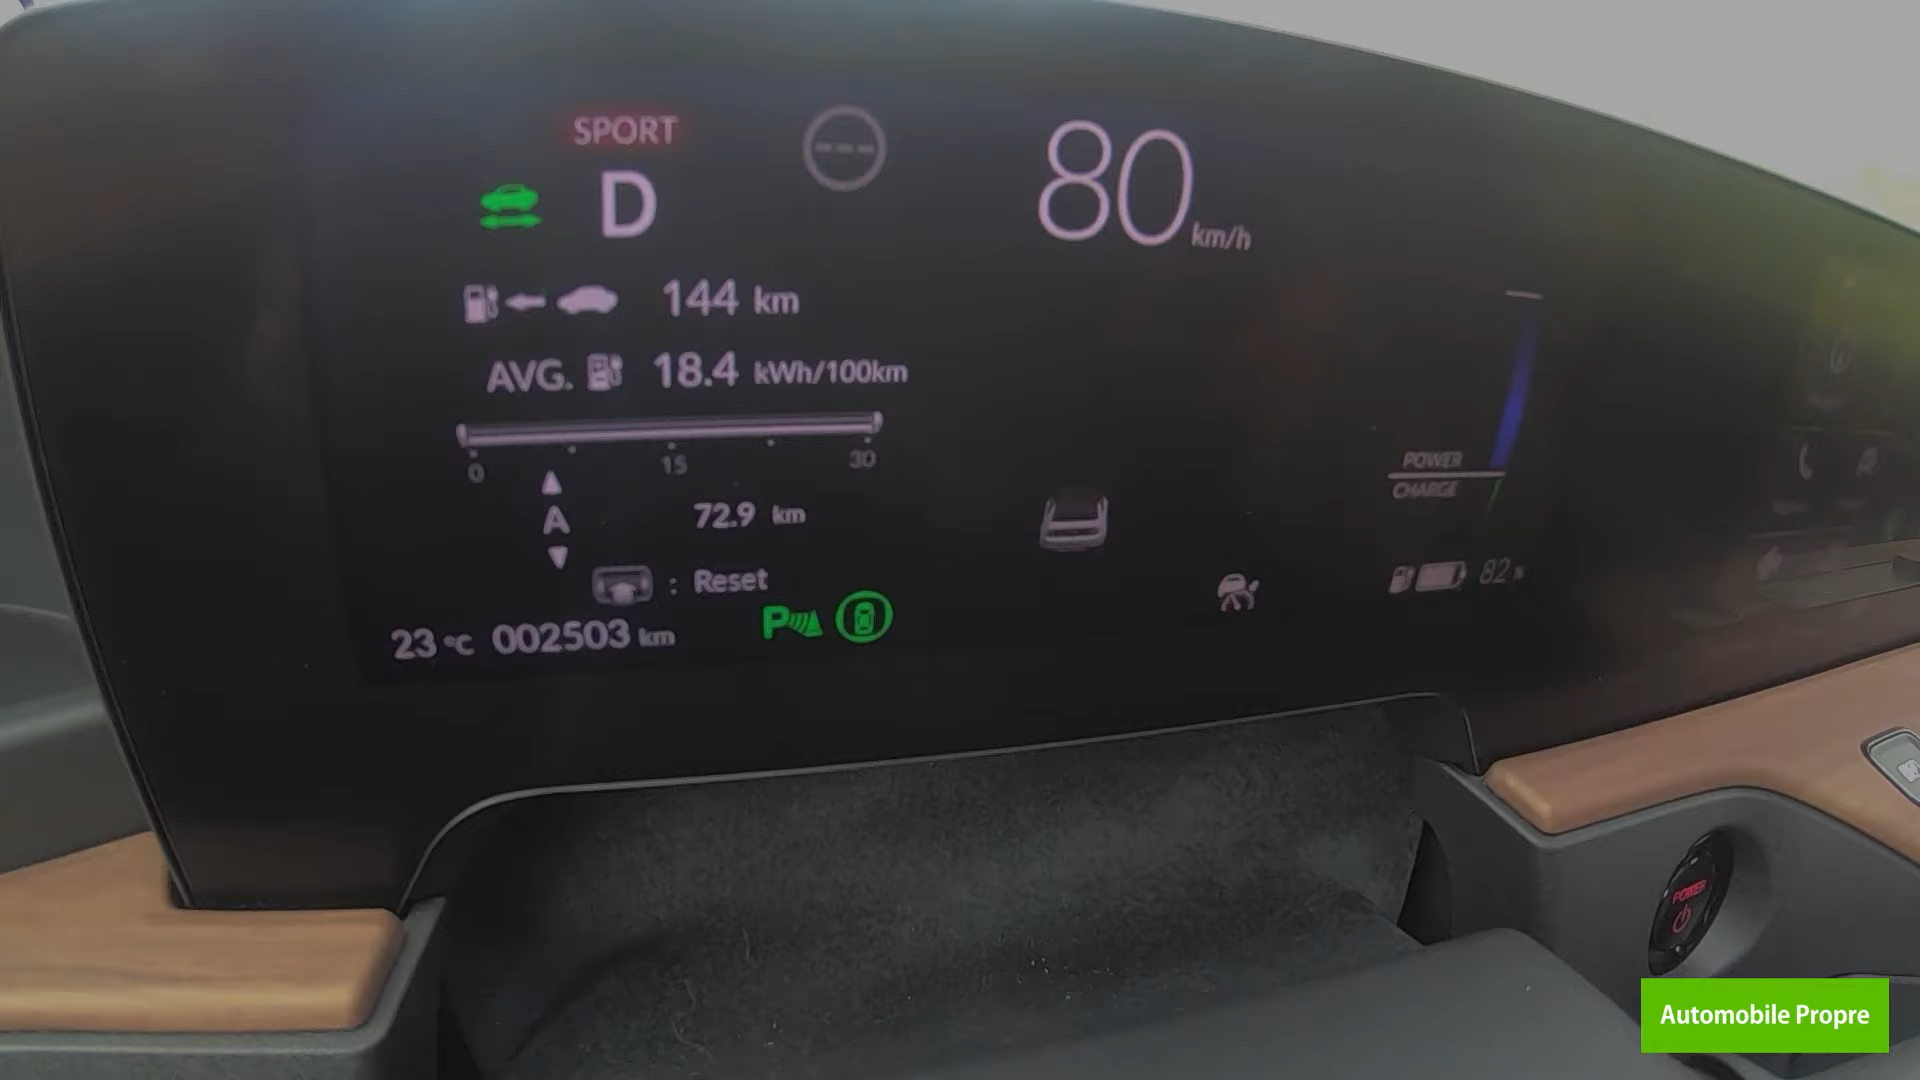 SPORT
---
80 km/h
D
144 km
AVG. 18.4 kWh/100km
0 15 30
POWER
CHARGE
A 72.9 km
: Reset
82
23 °C 002503 km
P
POWER
Automobile Propre